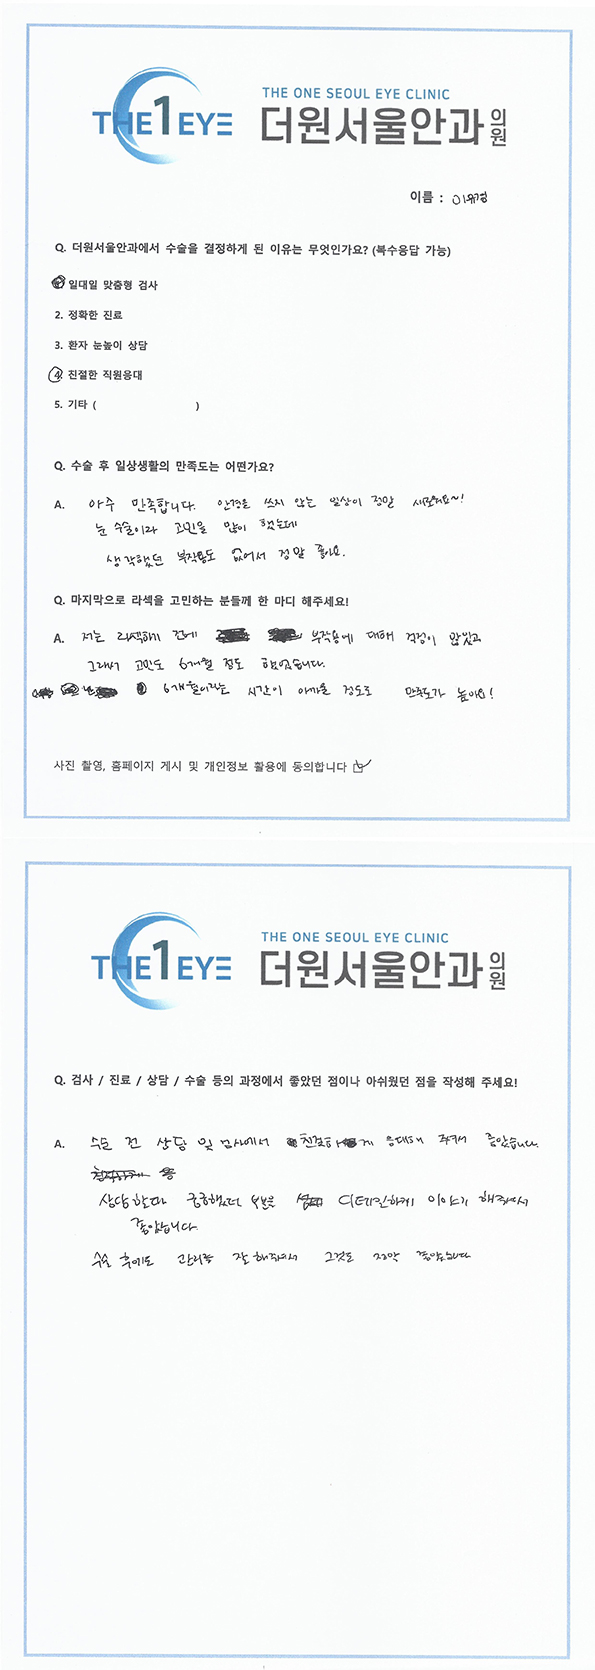 THE 1 EYE
THE ONE SEOUL EYE CLINIC
더원서울안과의원
이름 : 이유경
Q. 더원서울안과에서 수술을 결정하게 된 이유는 무엇인가요? (복수응답 가능)
일대일 맞춤형 검사
2. 정확한 진료
3. 환자 눈높이 상담
4. 친절한 직원응대
5. 기타 ( )
Q. 수술 후 일상생활의 만족도는 어떤가요?
A. 아주 만족합니다. 안경을 쓰지 않는 일상이 정말 새로워요~!
눈 수술이라 고민을 많이 했는데
생각했던 부작용도 없어서 정말 좋아요.
Q. 마지막으로 라섹을 고민하는 분들께 한 마디 해주세요!
A. 저는 라섹하기 전에 부작용에 대해 걱정이 많았고
그래서 고민도 6개월 정도 했었습니다.
6개월이라는 시간이 아까울 정도로 만족도가 높아요!
사진 촬영, 홈페이지 게시 및 개인정보 활용에 동의합니다
THE 1 EYE
THE ONE SEOUL EYE CLINIC
더원서울안과의원
Q. 검사 / 진료 / 상담 / 수술 등의 과정에서 좋았던 점이나 아쉬웠던 점을 작성해 주세요!
A. 수술 전 상담 및 검사에서 친절하게 응대해 주셔서 좋았습니다.
상담할때 궁금했던 부분을 디테일하게 이야기 해주셔서
좋았습니다.
수술 후에도 관리를 잘 해주셔서 그것도 정말 좋았습니다